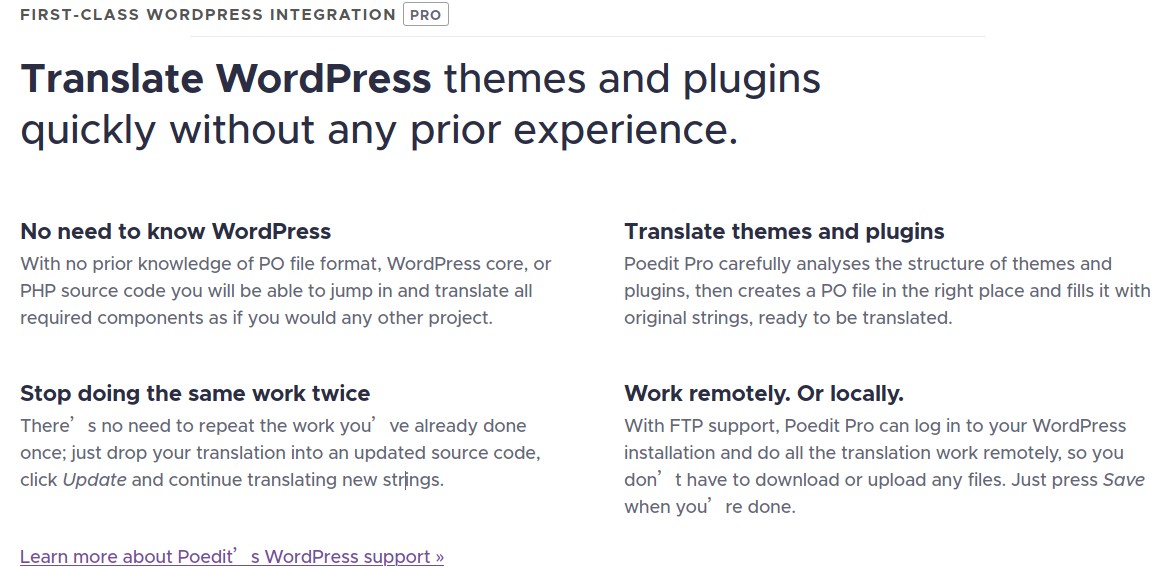 FIRST-CLASS WORDPRESS INTEGRATION PRO
Translate WordPress themes and plugins
quickly without any prior experience.
No need to know WordPress
With no prior knowledge of PO file format, WordPress core, or
PHP source code you will be able to jump in and translate all
required components as if you would any other project.
Translate themes and plugins
Poedit Pro carefully analyses the structure of themes and
plugins, then creates a PO file in the right place and fills it with
original strings, ready to be translated.
Stop doing the same work twice
There’s no need to repeat the work you’ve already done
once; just drop your translation into an updated source code,
click Update and continue translating new strings.
Work remotely. Or locally.
With FTP support, Poedit Pro can log in to your WordPress
installation and do all the translation work remotely, so you
don’t have to download or upload any files. Just press Save
when you’re done.
Learn more about Poedit’s WordPress support »